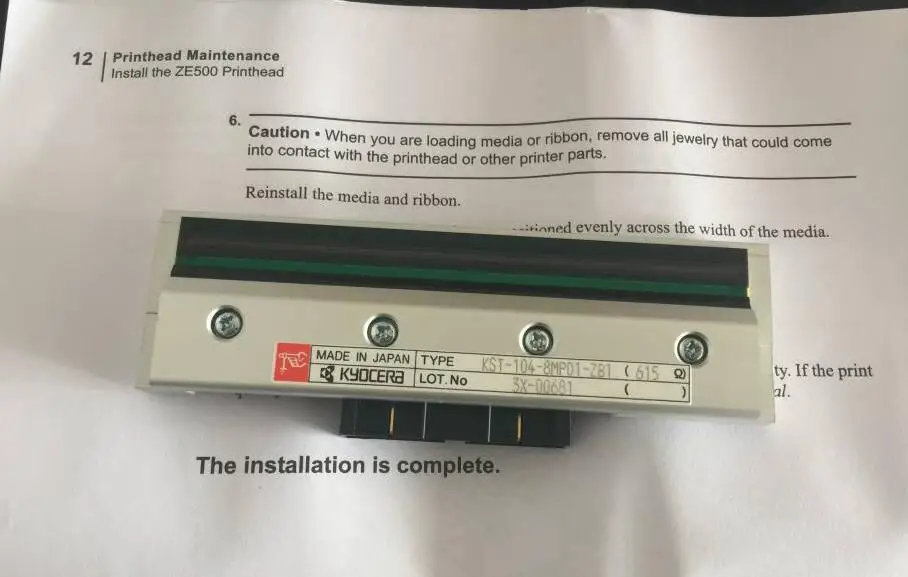 12 | Printhead Maintenance
Install the ZE500 Printhead
6.
Caution • When you are loading media or ribbon, remove all jewelry that could come
into contact with the printhead or other printer parts.
Reinstall the media and ribbon.
evenly across the width of the media.
MADE IN JAPAN TYPE KST-104-8MPD1-ZB1 ( 615 Ω)
KYOCERA LOT. No 3X-00681 ( )
ty. If the print
al.
The installation is complete.